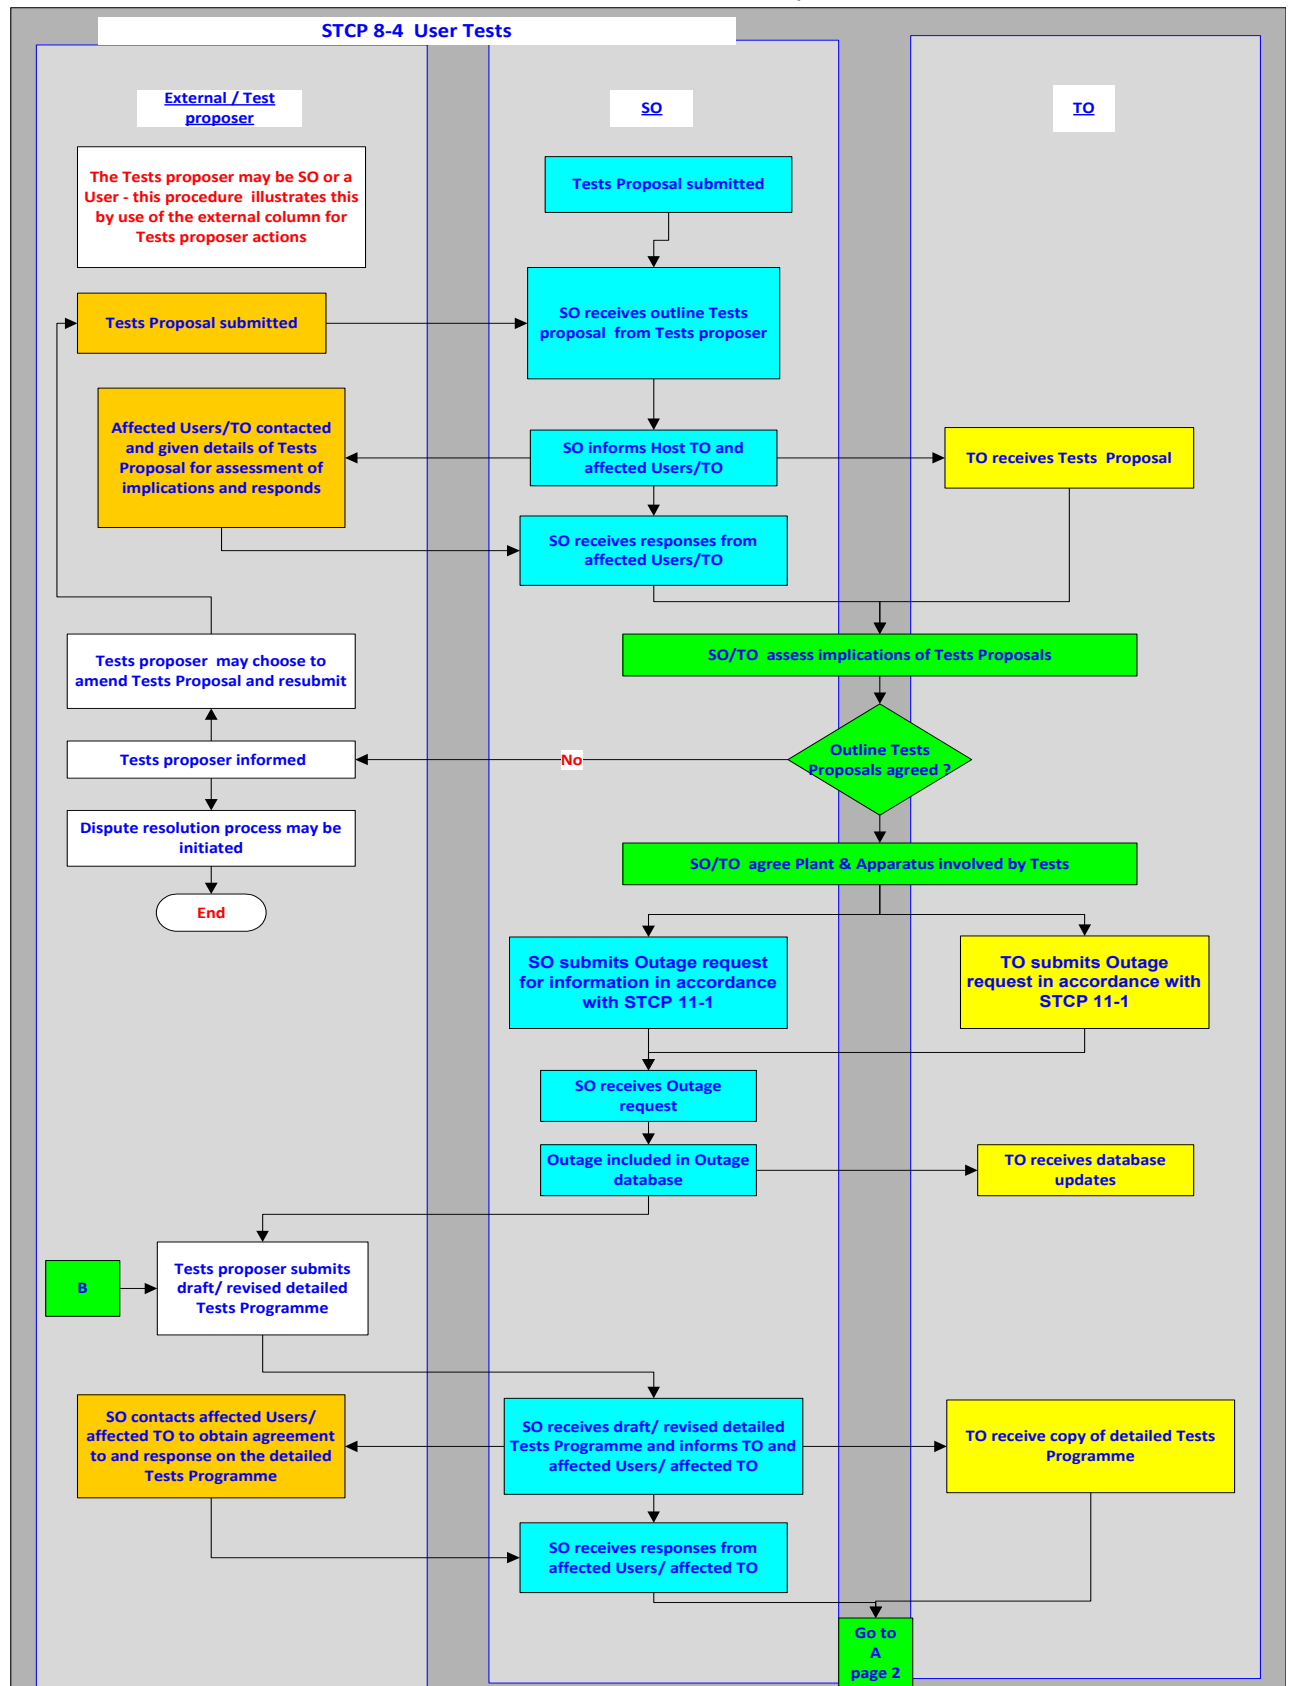 STCP 8-4  User Tests
External / Test
proposer
SO
TO
The Tests proposer may be SO or a
User - this procedure  illustrates this
by use of the external column for
Tests proposer actions
Tests Proposal submitted
Tests Proposal submitted
SO receives outline Tests
proposal  from Tests proposer
Affected Users/TO contacted
and given details of Tests
Proposal for assessment of
implications and responds
SO informs Host TO and
affected Users/TO
TO receives Tests  Proposal
SO receives responses from
affected Users/TO
Tests proposer  may choose to
amend Tests Proposal and resubmit
SO/TO  assess implications of Tests Proposals
Tests proposer informed
No
Outline Tests
Proposals agreed ?
Dispute resolution process may be
initiated
SO/TO  agree Plant & Apparatus involved by Tests
End
SO submits Outage request
for information in accordance
with STCP 11-1
TO submits Outage
request in accordance with
STCP 11-1
SO receives Outage
request
Outage included in Outage
database
TO receives database
updates
B
Tests proposer submits
draft/ revised detailed
Tests Programme
SO contacts affected Users/
affected TO to obtain agreement
to and response on the detailed
Tests Programme
SO receives draft/ revised detailed
Tests Programme and informs TO and
affected Users/ affected TO
TO receive copy of detailed Tests
Programme
SO receives responses from
affected Users/ affected TO
Go to
A
page 2